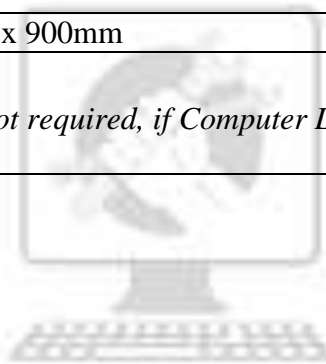 x 900mm
ot required, if Computer L